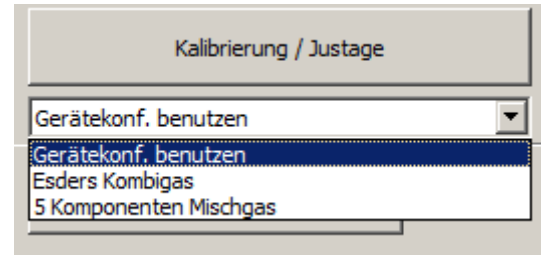 Kalibrierung / Justage
Gerätekonf. benutzen
Gerätekonf. benutzen
Esders Kombigas
5 Komponenten Mischgas